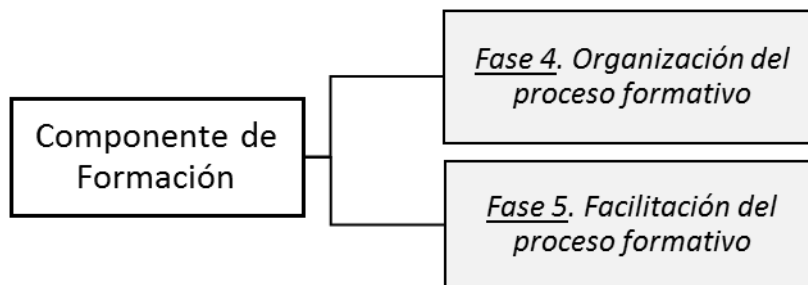 Componente de
Formación
Fase 4. Organización del
proceso formativo
Fase 5. Facilitación del
proceso formativo